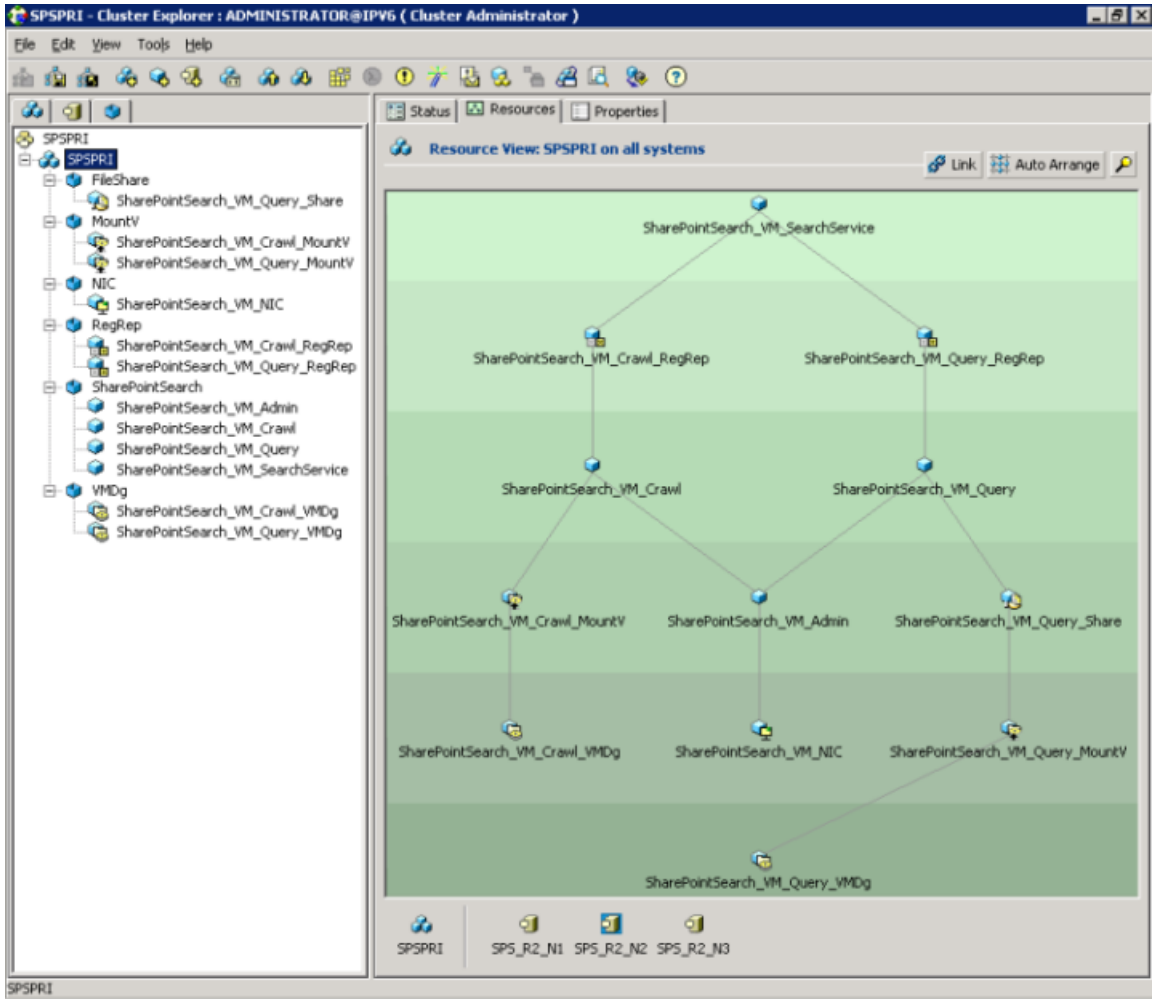 SPSPRI - Cluster Explorer : ADMINISTRATOR@IPV6 ( Cluster Administrator )
File Edit View Tools Help
Status Resources Properties
SPSPRI
SPSPRI
FileShare
SharePointSearch_VM_Query_Share
MountV
SharePointSearch_VM_Crawl_MountV
SharePointSearch_VM_Query_MountV
NIC
SharePointSearch_VM_NIC
RegRep
SharePointSearch_VM_Crawl_RegRep
SharePointSearch_VM_Query_RegRep
SharePointSearch
SharePointSearch_VM_Admin
SharePointSearch_VM_Crawl
SharePointSearch_VM_Query
SharePointSearch_VM_SearchService
VMDg
SharePointSearch_VM_Crawl_VMDg
SharePointSearch_VM_Query_VMDg
Resource View: SPSPRI on all systems
Link Auto Arrange
SharePointSearch_VM_SearchService
SharePointSearch_VM_Crawl_RegRep SharePointSearch_VM_Query_RegRep
SharePointSearch_VM_Crawl SharePointSearch_VM_Query
SharePointSearch_VM_Crawl_MountV SharePointSearch_VM_Admin SharePointSearch_VM_Query_Share
SharePointSearch_VM_Crawl_VMDg SharePointSearch_VM_NIC SharePointSearch_VM_Query_MountV
SharePointSearch_VM_Query_VMDg
SPSPRI SPS_R2_N1 SPS_R2_N2 SPS_R2_N3
SPSPRI